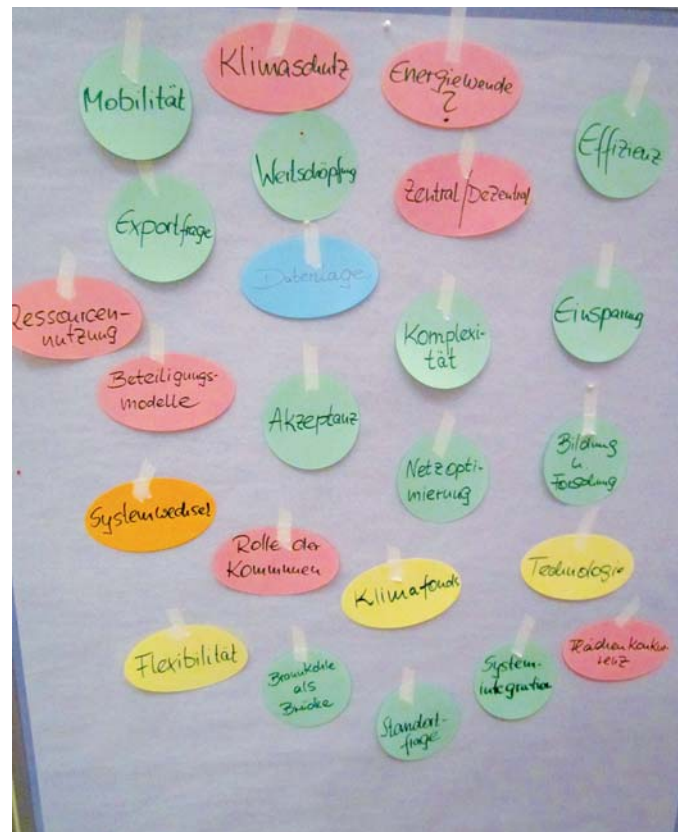 Klimaschutz
Energiewende
?
Mobilität
Effizienz
Wertschöpfung
Zentral/Dezentral
Exportfrage
Datenlage
Ressourcen-
nutzung
Komplexi-
tät
Einsparung
Beteiligungs-
modelle
Akzeptanz
Netzopti-
mierung
Bildung
u
Forschung
Systemwechsel
Rolle der
Kommunen
Klimafonds
Technologie
Flexibilität
Braunkohle
als
Brücke
System-
integration
Flächenkonkur-
renz
Standort-
frage